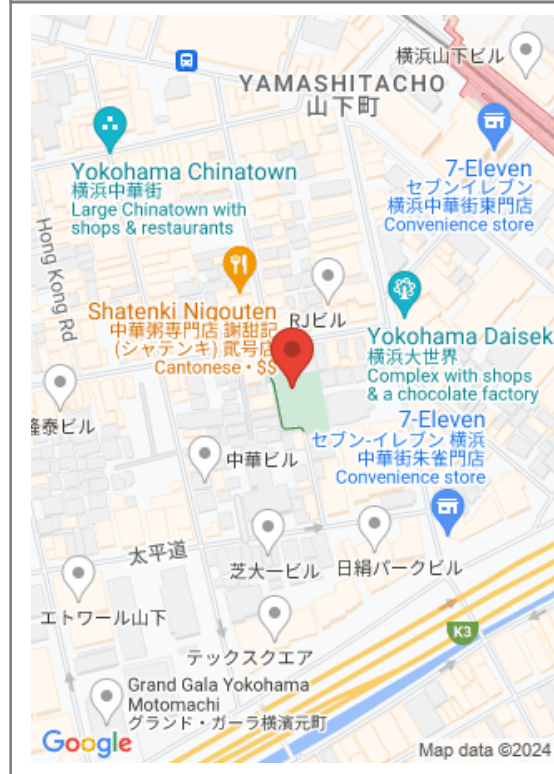 横浜山下ビル
YAMASHITACHO
山下町
Yokohama Chinatown
横浜中華街
Large Chinatown with
shops & restaurants
7-Eleven
セブンイレブン
横浜中華街東門店
Convenience store
Hong Kong Rd
Shatenki Nigouten
中華粥専門店 謝甜記
(シャテンキ) 貮号店
Cantonese • $$
RJビル
Yokohama Daisek
横浜大世界
Complex with shops
& a chocolate factory
隆泰ビル
7-Eleven
セブン-イレブン 横浜
中華街朱雀門店
Convenience store
中華ビル
太平道
芝大一ビル
日絹パークビル
エトワール山下
テックスクエア
K3
Grand Gala Yokohama
Motomachi
グランド・ガーラ横濱元町
Google
Map data ©2024